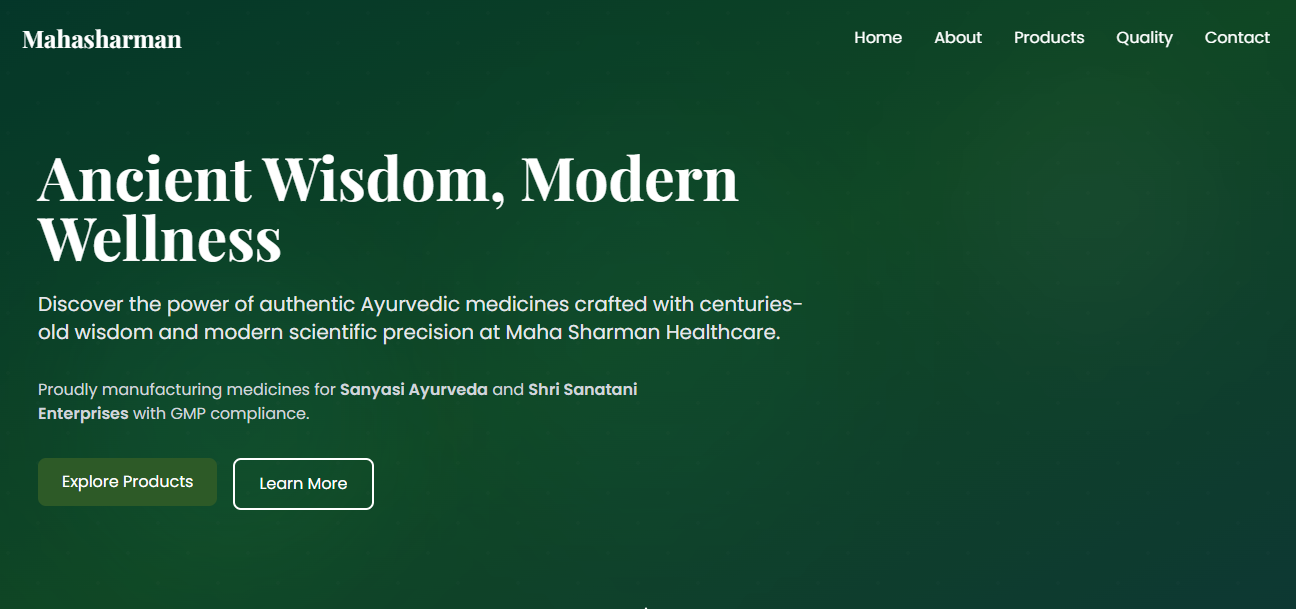 Mahasharman
Home About Products Quality Contact
Ancient Wisdom, Modern
Wellness
Discover the power of authentic Ayurvedic medicines crafted with centuries-
old wisdom and modern scientific precision at Maha Sharman Healthcare.
Proudly manufacturing medicines for Sanyasi Ayurveda and Shri Sanatani
Enterprises with GMP compliance.
Explore Products Learn More